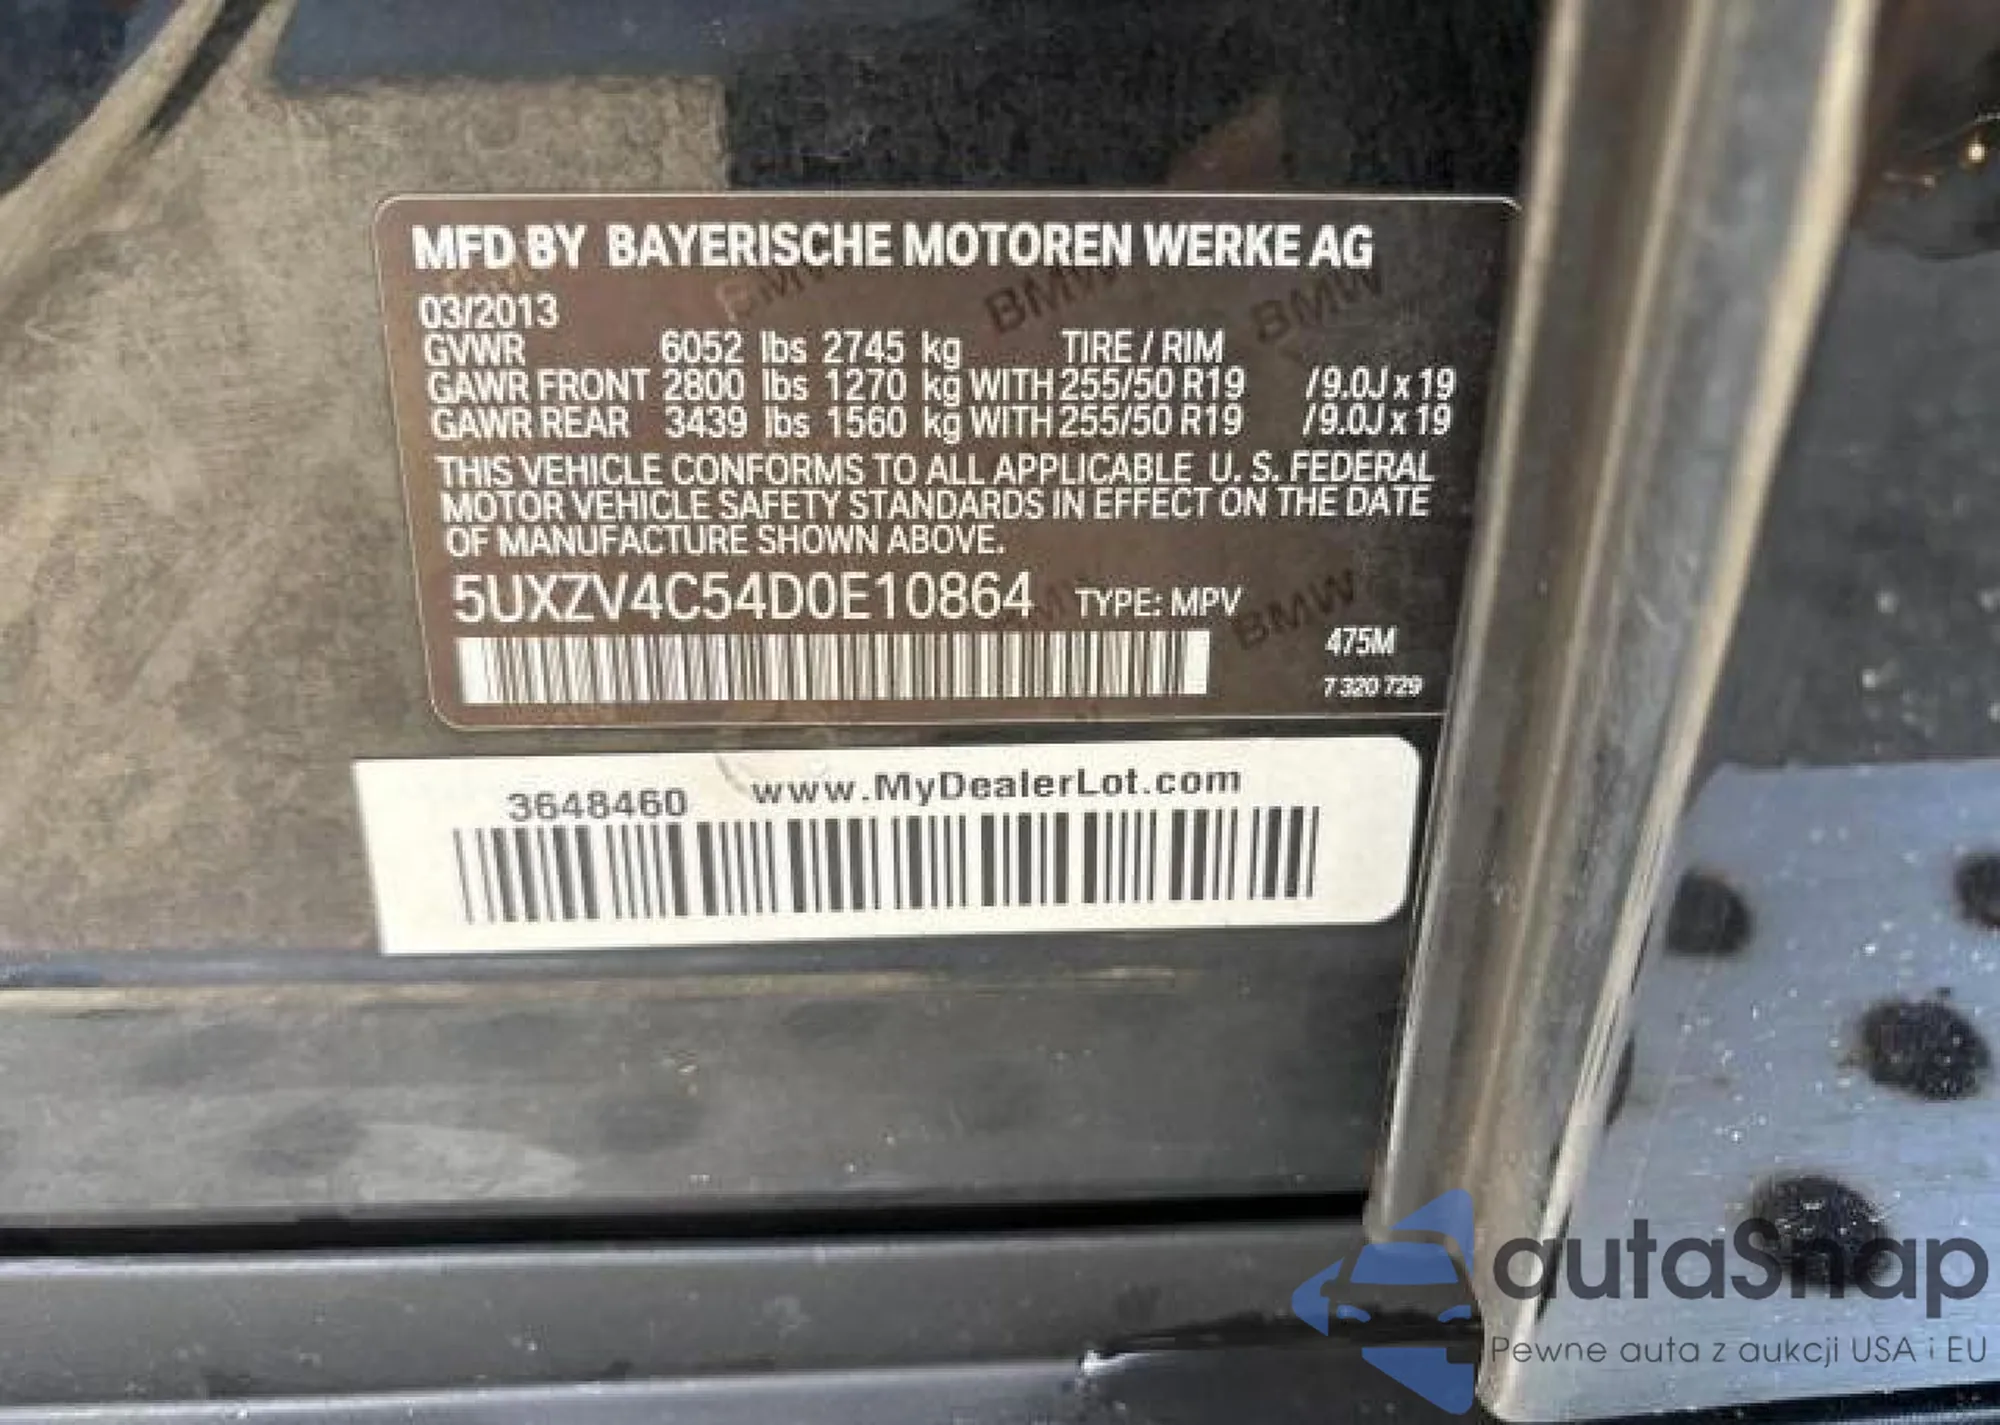 MFD BY BAYERISCHE MOTOREN WERKE AG
03/2013
GVWR 6052 lbs 2745 kg TIRE / RIM
GAWR FRONT 2800 lbs 1270 kg WITH 255/50 R19 /9.0J x 19
GAWR REAR 3439 lbs 1560 kg WITH 255/50 R19 /9.0J x 19
THIS VEHICLE CONFORMS TO ALL APPLICABLE U. S. FEDERAL
MOTOR VEHICLE SAFETY STANDARDS IN EFFECT ON THE DATE
OF MANUFACTURE SHOWN ABOVE.
5UXZV4C54D0E10864 TYPE: MPV
475M
7 320 729
BMW
BMW
BMW
BMW
3648460 www.MyDealerLot.com
autaSnap
Pewne auta z aukcji USA i EU